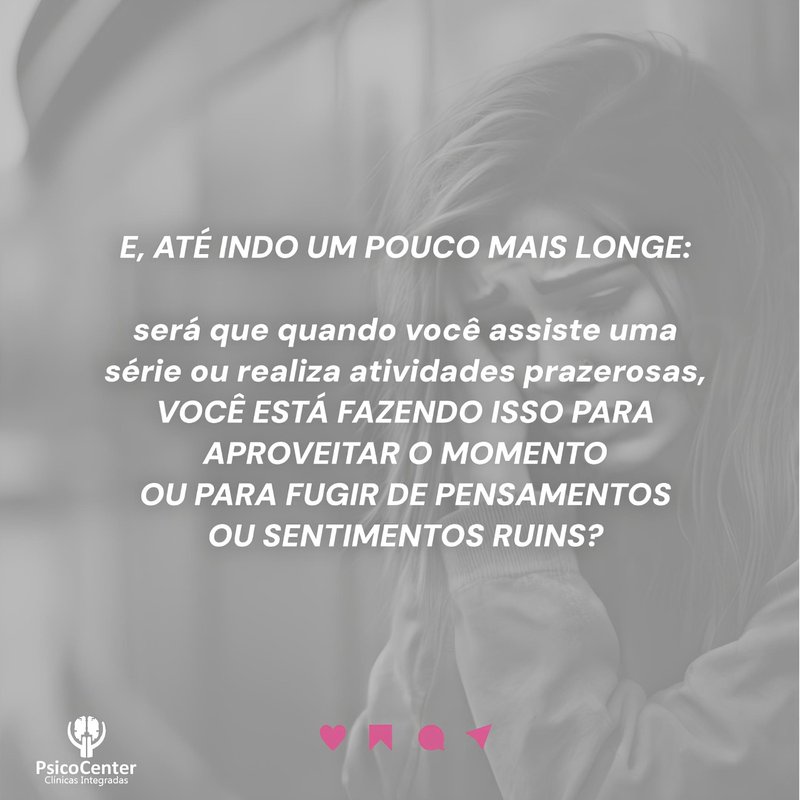 E, ATÉ INDO UM POUCO MAIS LONGE:
será que quando você assiste uma
série ou realiza atividades prazerosas,
VOCÊ ESTÁ FAZENDO ISSO PARA
APROVEITAR O MOMENTO
OU PARA FUGIR DE PENSAMENTOS
OU SENTIMENTOS RUINS?
PsicoCenter
Clínicas Integradas